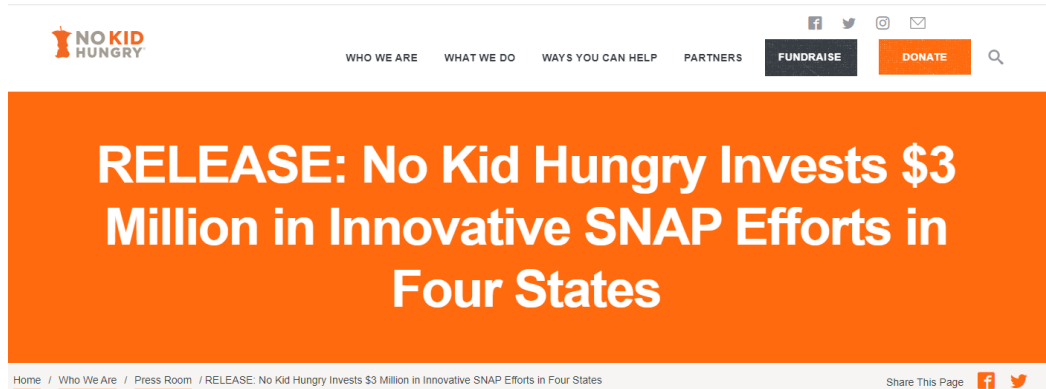 NO KID
HUNGRY
WHO WE ARE WHAT WE DO WAYS YOU CAN HELP PARTNERS FUNDRAISE DONATE
RELEASE: No Kid Hungry Invests $3
Million in Innovative SNAP Efforts in
Four States
Home / Who We Are / Press Room / RELEASE: No Kid Hungry Invests $3 Million in Innovative SNAP Efforts in Four States Share This Page